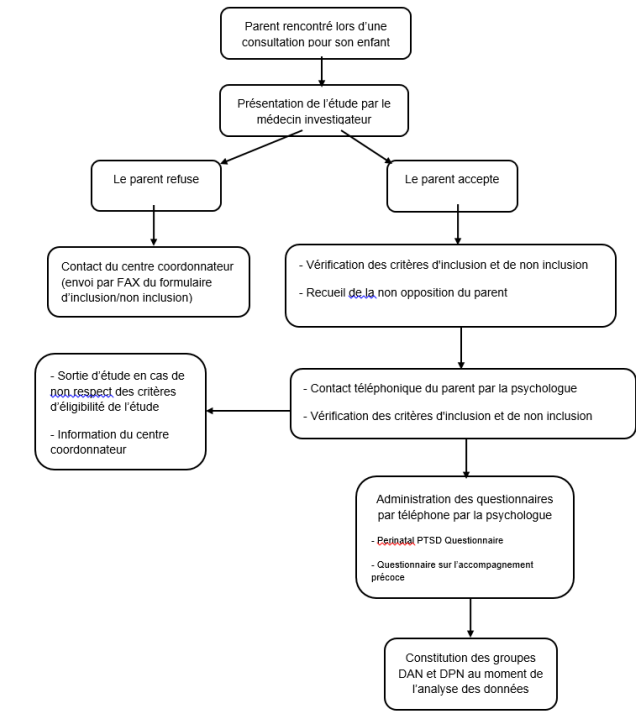 Parent rencontré lors d'une
consultation pour son enfant
Présentation de l'étude par le
médecin investigateur
Le parent refuse
Le parent accepte
Contact du centre coordonnateur
(envoi par FAX du formulaire
d'inclusion/non inclusion)
- Vérification des critères d'inclusion et de non inclusion
- Recueil de la non opposition du parent
- Sortie d'étude en cas de
non respect des critères
d'éligibilité de l'étude
- Information du centre
coordonnateur
- Contact téléphonique du parent par la psychologue
- Vérification des critères d'inclusion et de non inclusion
Administration des questionnaires
par téléphone par la psychologue
- Perinatal PTSD Questionnaire
- Questionnaire sur l'accompagnement
précoce
Constitution des groupes
DAN et DPN au moment de
l'analyse des données